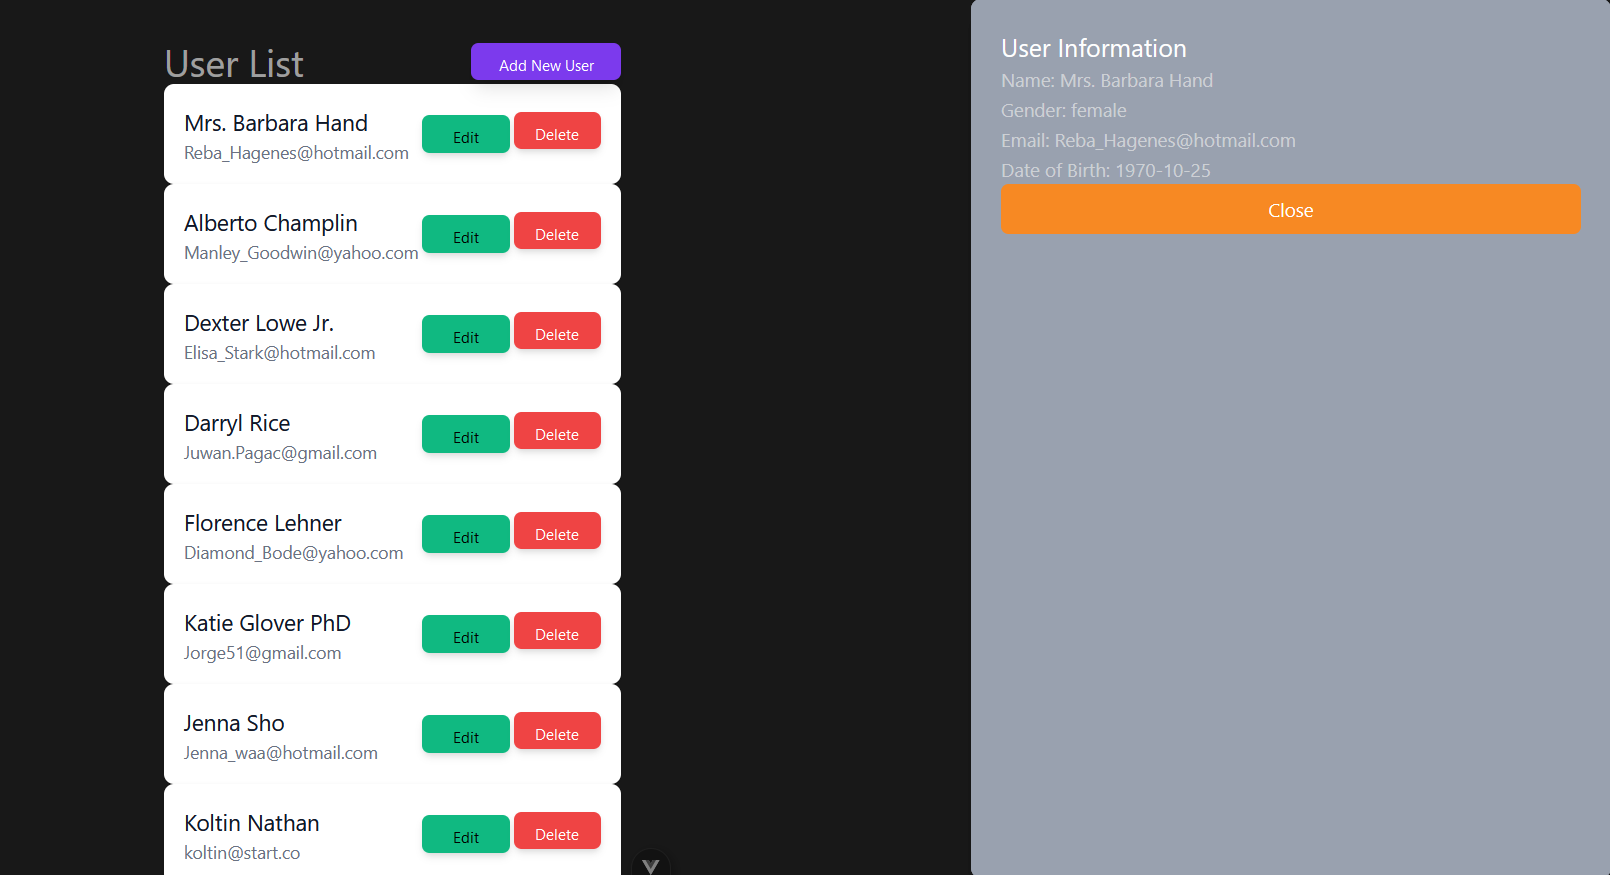 User List
Add New User
Mrs. Barbara Hand
Reba_Hagenes@hotmail.com
Edit
Delete
Alberto Champlin
Manley_Goodwin@yahoo.com
Edit
Delete
Dexter Lowe Jr.
Elisa_Stark@hotmail.com
Edit
Delete
Darryl Rice
Juwan.Pagac@gmail.com
Edit
Delete
Florence Lehner
Diamond_Bode@yahoo.com
Edit
Delete
Katie Glover PhD
Jorge51@gmail.com
Edit
Delete
Jenna Sho
Jenna_waa@hotmail.com
Edit
Delete
Koltin Nathan
koltin@start.co
Edit
Delete
User Information
Name: Mrs. Barbara Hand
Gender: female
Email: Reba_Hagenes@hotmail.com
Date of Birth: 1970-10-25
Close